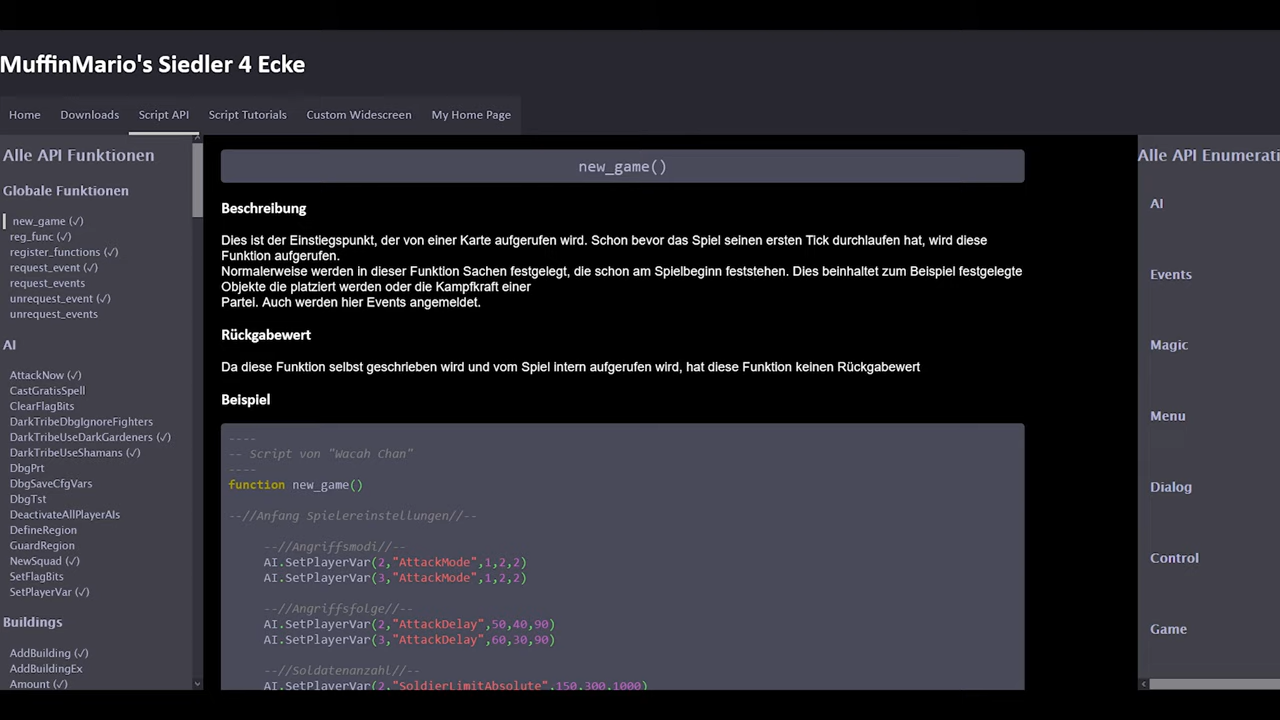 MuffinMario's Siedler 4 Ecke
Home Downloads Script API Script Tutorials Custom Widescreen My Home Page
Alle API Funktionen
Globale Funktionen
new_game (✓)
reg_func (✓)
register_functions (✓)
request_event (✓)
request_events
unrequest_event (✓)
unrequest_events
AI
AttackNow (✓)
CastGratisSpell
ClearFlagBits
DarkTribeDbgIgnoreFighters
DarkTribeUseDarkGardeners (✓)
DarkTribeUseShamans (✓)
DbgPrt
DbgSaveCfgVars
DbgTst
DeactivateAllPlayerAIs
DefineRegion
GuardRegion
NewSquad (✓)
SetFlagBits
SetPlayerVar (✓)
Buildings
AddBuilding (✓)
AddBuildingEx
Amount (✓)
new_game()
Beschreibung
Dies ist der Einstiegspunkt, der von einer Karte aufgerufen wird. Schon bevor das Spiel seinen ersten Tick durchlaufen hat, wird diese
Funktion aufgerufen.
Normalerweise werden in dieser Funktion Sachen festgelegt, die schon am Spielbeginn feststehen. Dies beinhaltet zum Beispiel festgelegte
Objekte die platziert werden oder die Kampfkraft einer
Partei. Auch werden hier Events angemeldet.
Rückgabewert
Da diese Funktion selbst geschrieben wird und vom Spiel intern aufgerufen wird, hat diese Funktion keinen Rückgabewert
Beispiel
----
-- Script von "Wacah Chan"
----
function new_game()
--//Anfang Spielereinstellungen//--
--//Angriffsmodi//--
AI.SetPlayerVar(2,"AttackMode",1,2,2)
AI.SetPlayerVar(3,"AttackMode",1,2,2)
--//Angriffsfolge//--
AI.SetPlayerVar(2,"AttackDelay",50,40,90)
AI.SetPlayerVar(3,"AttackDelay",60,30,90)
--//Soldatenanzahl//--
AI.SetPlayerVar(2,"SoldierLimitAbsolute",150,300,1000)
Alle API Enumerati
AI
Events
Magic
Menu
Dialog
Control
Game